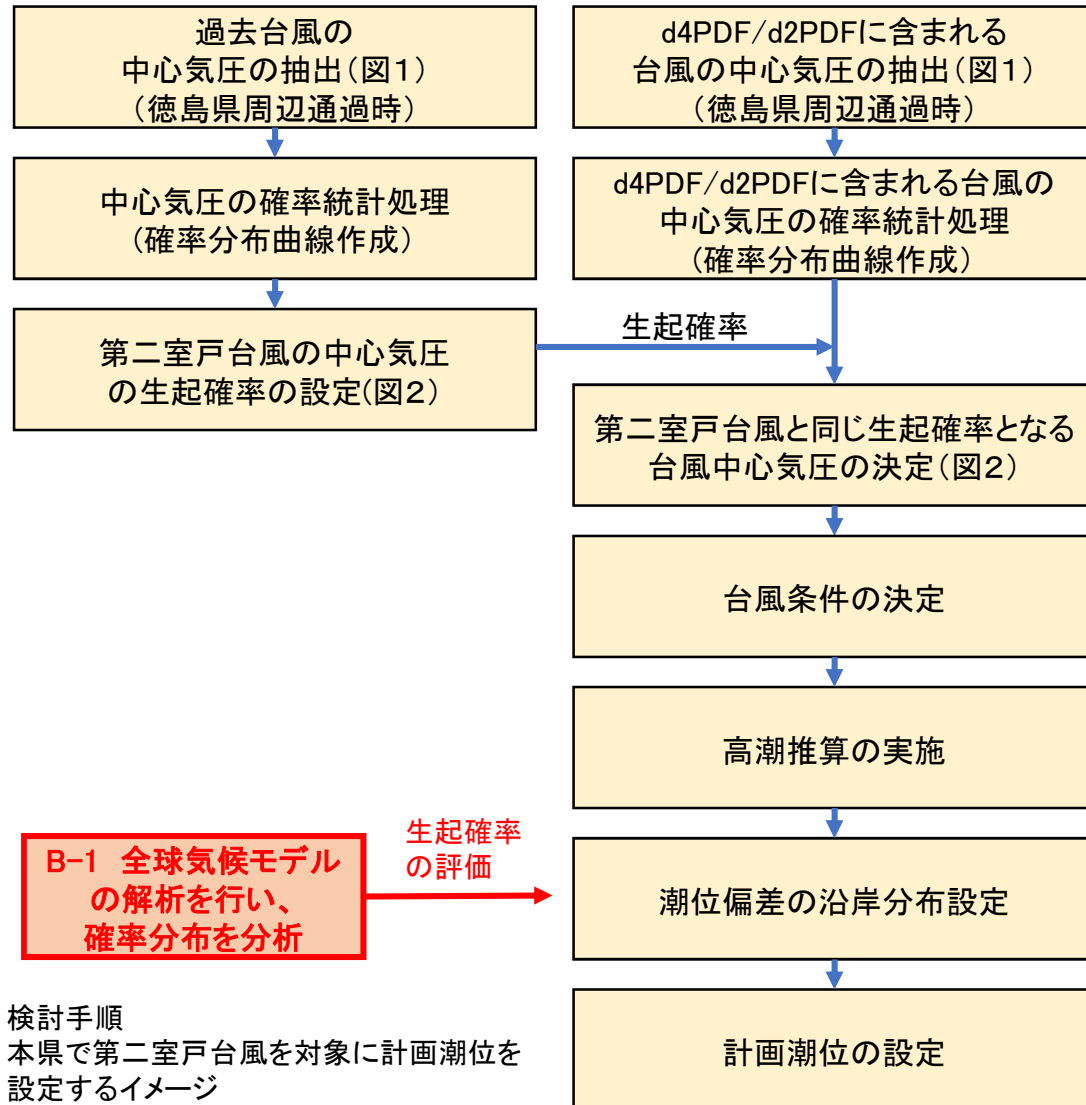 過去台風の
中心気圧の抽出(図1)
(徳島県周辺通過時)
中心気圧の確率統計処理
(確率分布曲線作成)
第二室戸台風の中心気圧
の生起確率の設定(図2)
d4PDF/d2PDFに含まれる
台風の中心気圧の抽出(図1)
(徳島県周辺通過時)
d4PDF/d2PDFに含まれる台風の
中心気圧の確率統計処理
(確率分布曲線作成)
生起確率
第二室戸台風と同じ生起確率となる
台風中心気圧の決定(図2)
台風条件の決定
高潮推算の実施
B-1 全球気候モデル
の解析を行い、
確率分布を分析
生起確率
の評価
潮位偏差の沿岸分布設定
計画潮位の設定
検討手順
本県で第二室戸台風を対象に計画潮位を
設定するイメージ